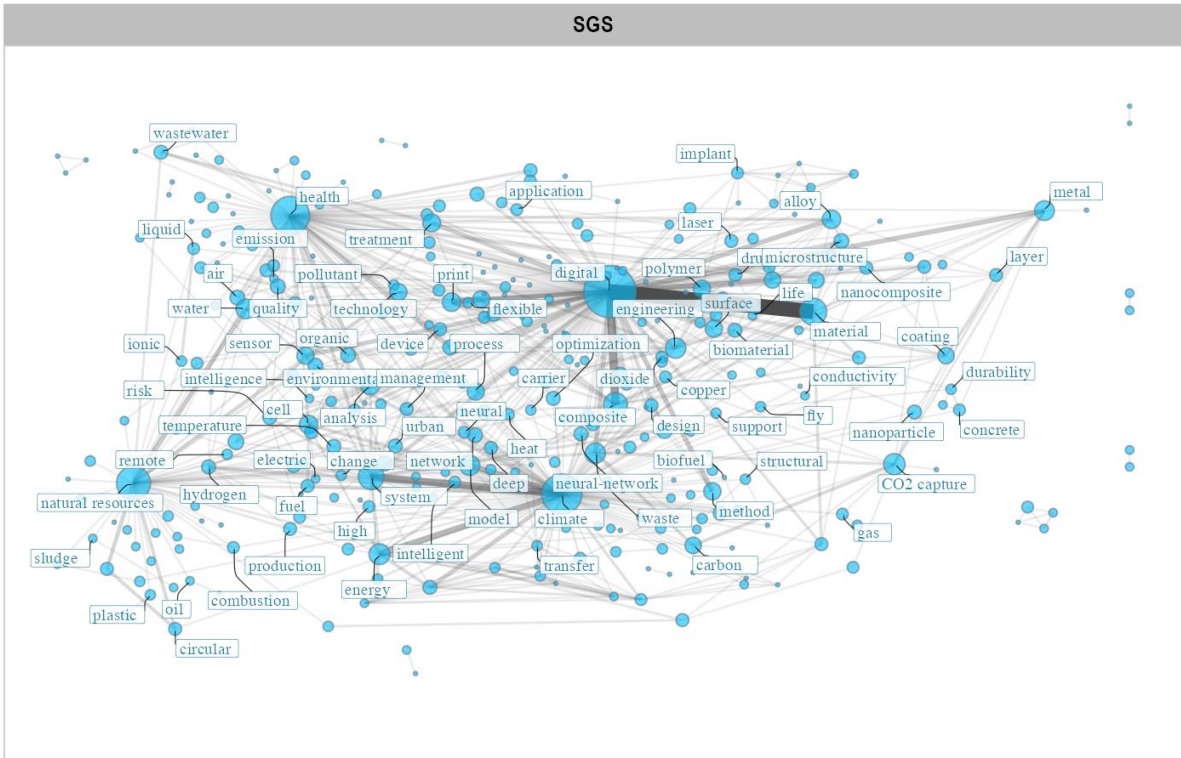 SGS
wastewater
implant
health
application
metal
alloy
liquid
emission
treatment
laser
air
pollutant
print
digital
polymer
microstructure
layer
water
quality
technology
flexible
engineering
surface
life
nanocomposite
ionic
sensor
organic
device
process
optimization
biomaterial
material
coating
risk
intelligence
management
carrier
dioxide
copper
conductivity
durability
temperature
cell
analysis
urban
neural
heat
composite
design
support
fly
nanoparticle
concrete
remote
electric
change
network
deep
neural-network
biofuel
structural
natural resources
hydrogen
fuel
system
model
climate
waste
method
CO2 capture
high
intelligent
gas
sludge
production
transfer
carbon
plastic
oil
combustion
energy
circular